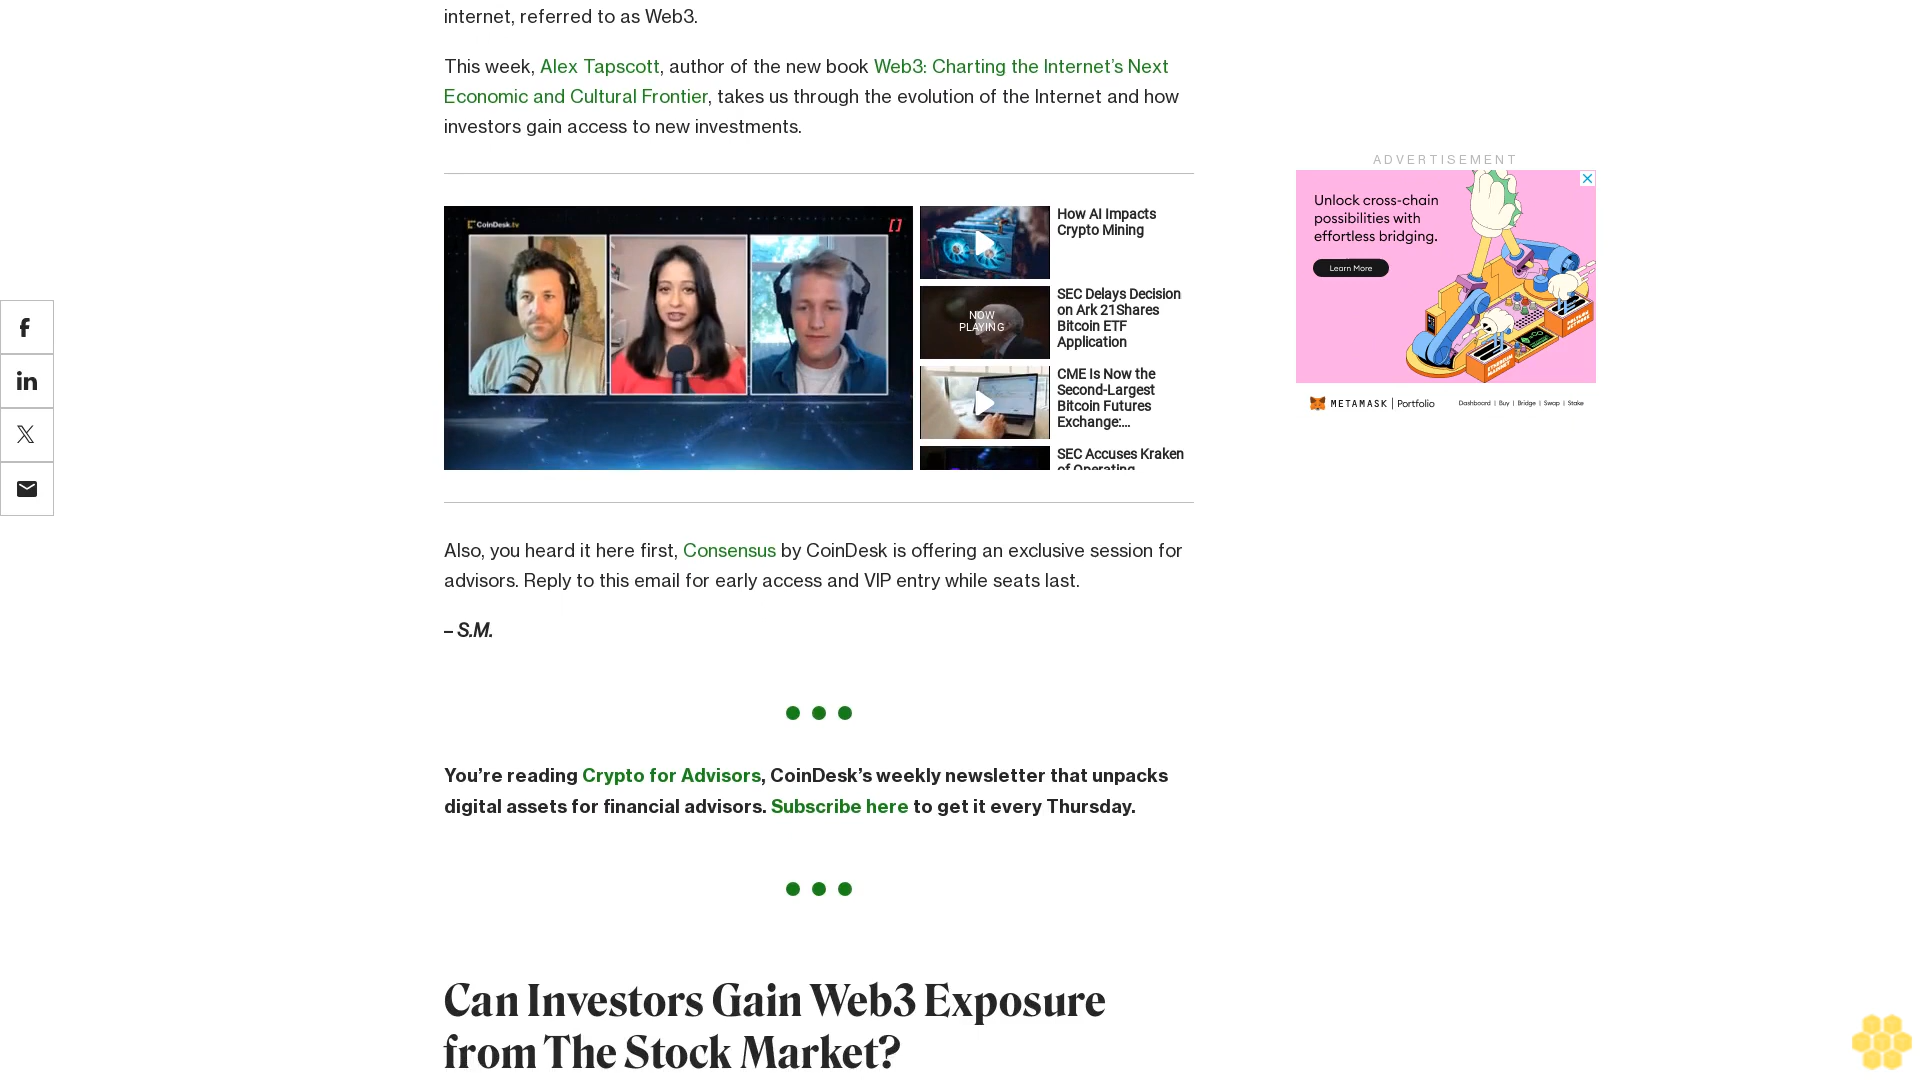 internet, referred to as Web3.
This week, Alex Tapscott, author of the new book Web3: Charting the Internet’s Next
Economic and Cultural Frontier, takes us through the evolution of the Internet and how
investors gain access to new investments.
ADVERTISEMENT
Unlock cross-chain
possibilities with
effortless bridging.
Learn More
METAMASK | Portfolio
Dashboard | Buy | Bridge | Swap | Stake
CoinDesk.tv
How AI Impacts
Crypto Mining
NOW
PLAYING
SEC Delays Decision
on Ark 21Shares
Bitcoin ETF
Application
CME Is Now the
Second-Largest
Bitcoin Futures
Exchange:...
SEC Accuses Kraken
of Operating
Also, you heard it here first, Consensus by CoinDesk is offering an exclusive session for
advisors. Reply to this email for early access and VIP entry while seats last.
– S.M.
You’re reading Crypto for Advisors, CoinDesk’s weekly newsletter that unpacks
digital assets for financial advisors. Subscribe here to get it every Thursday.
Can Investors Gain Web3 Exposure
from The Stock Market?